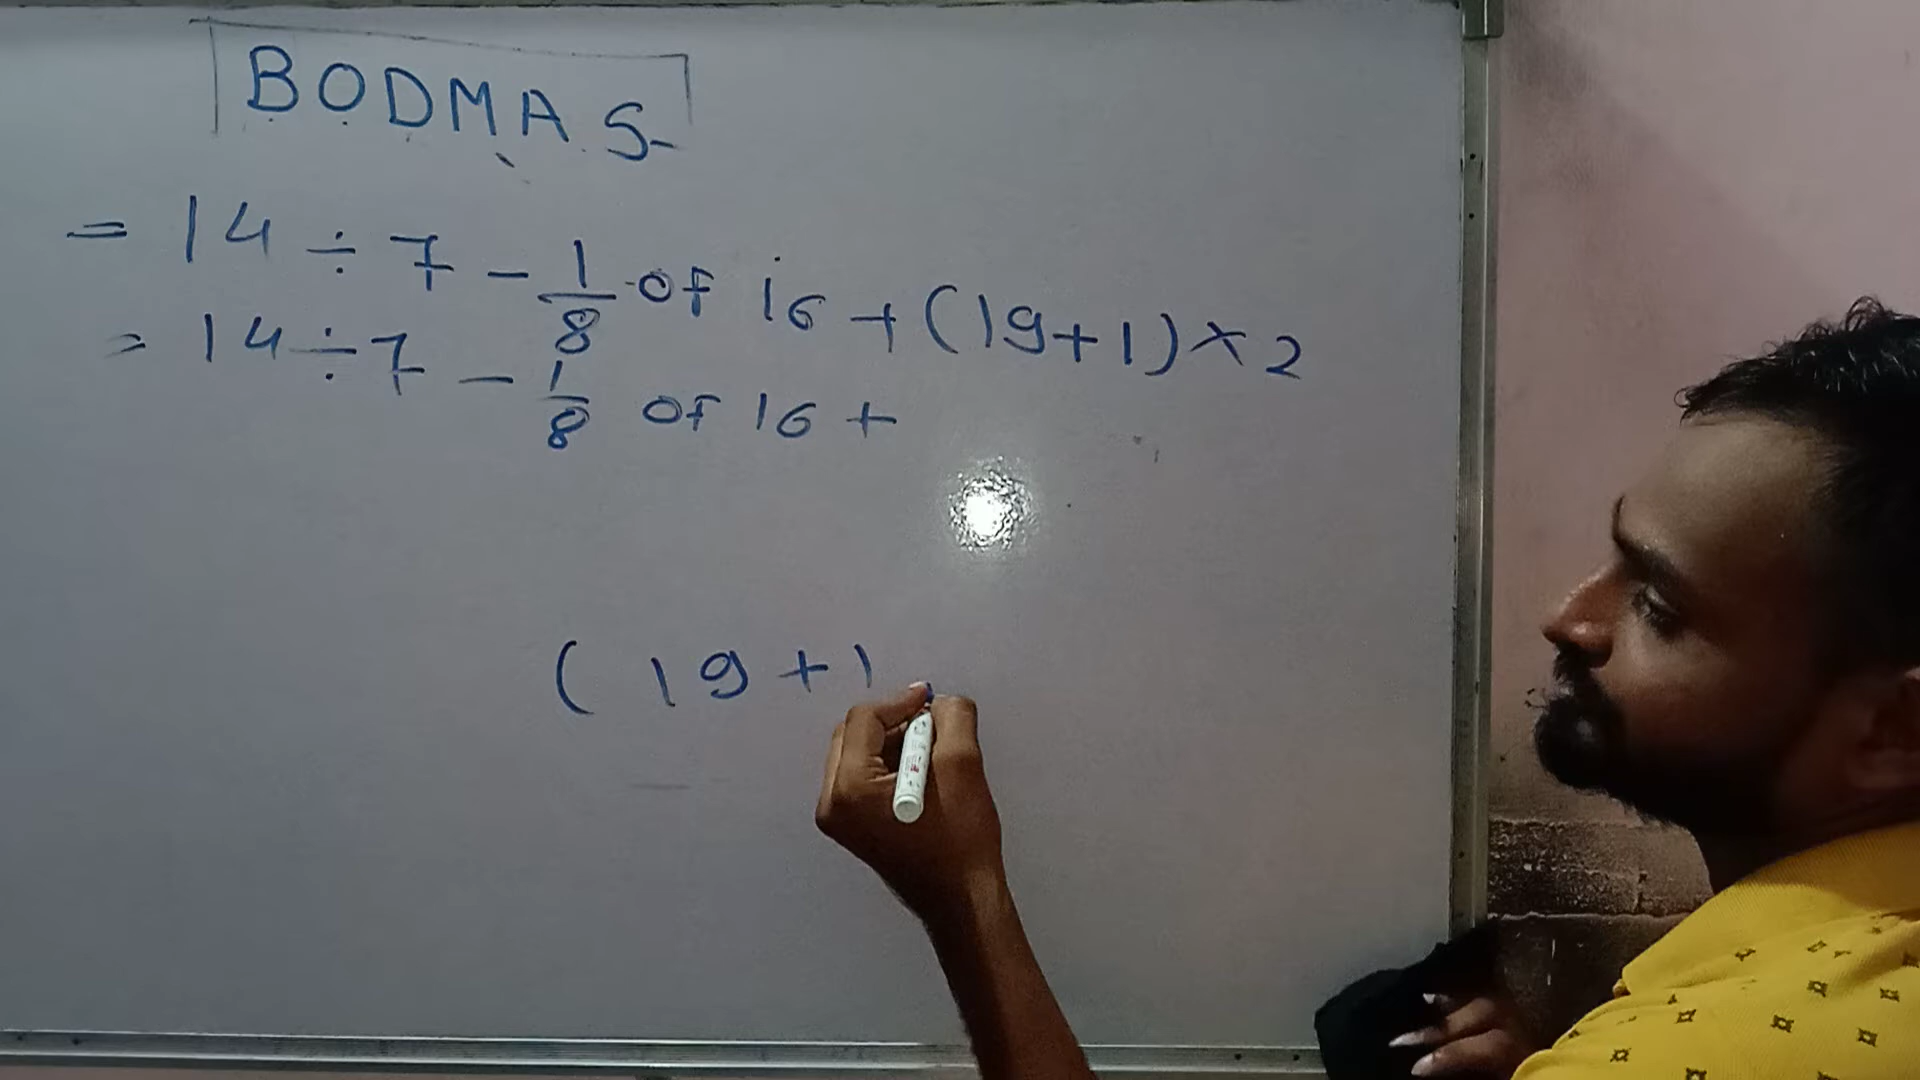 BODMAS
= 14 ÷ 7 - 1/8 of 16 + (19+1) × 2
= 14 ÷ 7 - 1/8 of 16 +
( 19 + 1